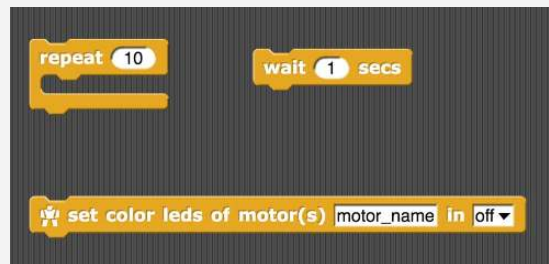 repeat 10
wait 1 secs
set color leds of motor(s) motor_name in off